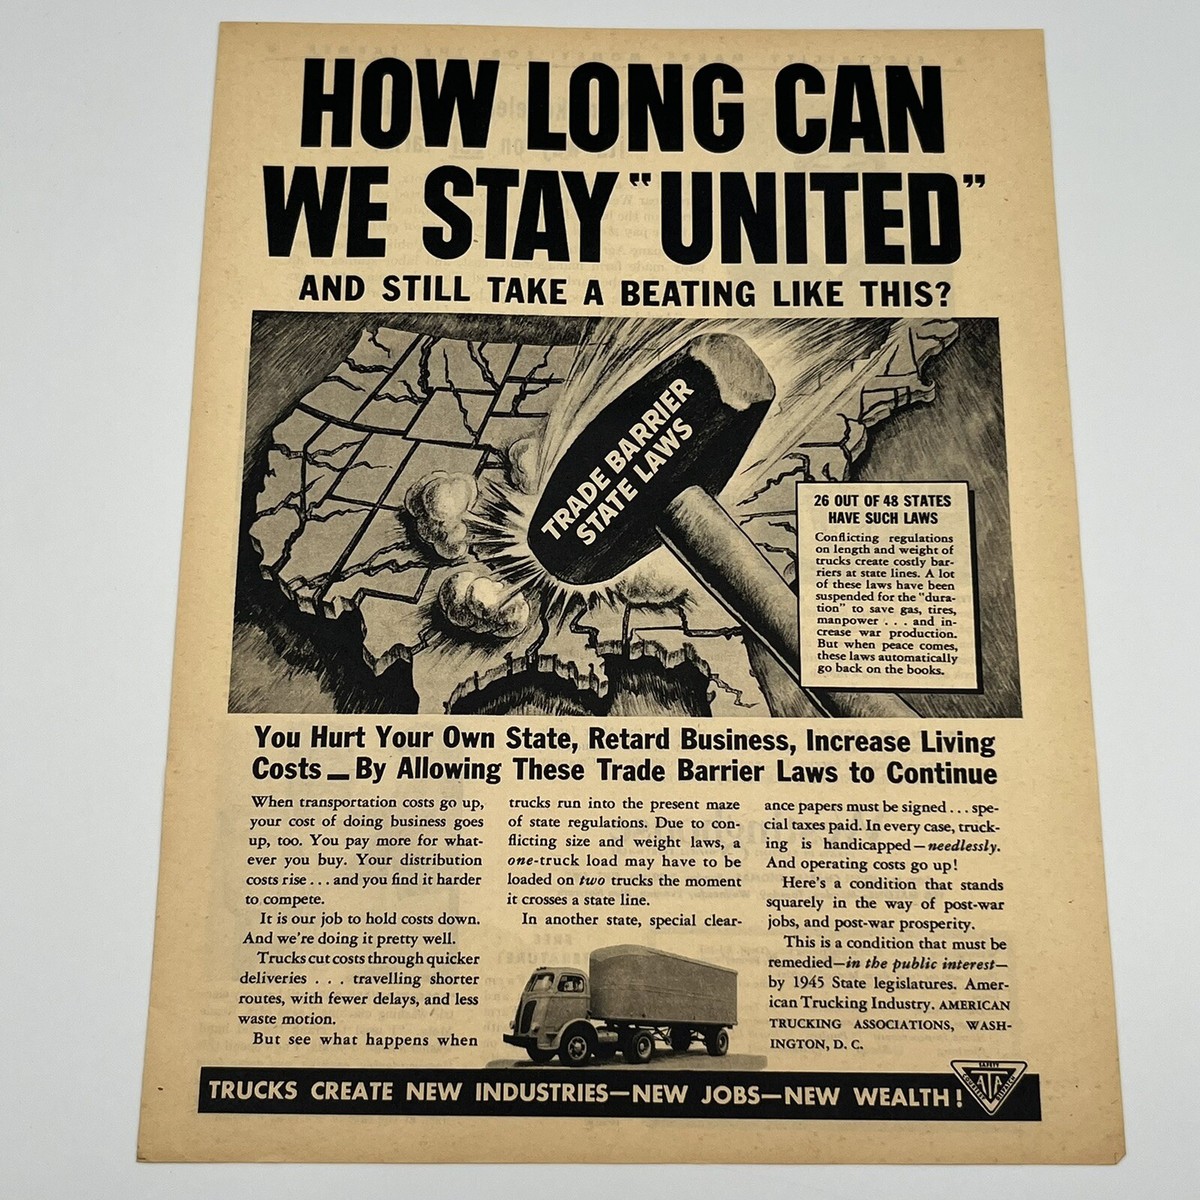 HOW LONG CAN
WE STAY "UNITED"
AND STILL TAKE A BEATING LIKE THIS?
TRADE BARRIER
STATE LAWS
26 OUT OF 48 STATES
HAVE SUCH LAWS
Conflicting regulations
on length and weight of
trucks create costly bar-
riers at state lines. A lot
of these laws have been
suspended for the "dura-
tion" to save gas, tires,
manpower . . . and in-
crease war production.
But when peace comes,
these laws automatically
go back on the books.
You Hurt Your Own State, Retard Business, Increase Living
Costs — By Allowing These Trade Barrier Laws to Continue
When transportation costs go up,
your cost of doing business goes
up, too. You pay more for what-
ever you buy. Your distribution
costs rise . . . and you find it harder
to compete.
It is our job to hold costs down.
And we're doing it pretty well.
Trucks cut costs through quicker
deliveries . . . travelling shorter
routes, with fewer delays, and less
waste motion.
But see what happens when
trucks run into the present maze
of state regulations. Due to con-
flicting size and weight laws, a
one-truck load may have to be
loaded on two trucks the moment
it crosses a state line.
In another state, special clear-
ance papers must be signed . . . spe-
cial taxes paid. In every case, truck-
ing is handicapped—needlessly.
And operating costs go up!
Here's a condition that stands
squarely in the way of post-war
jobs, and post-war prosperity.
This is a condition that must be
remedied—in the public interest—
by 1945 State legislatures. Amer-
ican Trucking Industry. AMERICAN
TRUCKING ASSOCIATIONS, WASH-
INGTON, D. C.
TRUCKS CREATE NEW INDUSTRIES—NEW JOBS—NEW WEALTH!
ATA